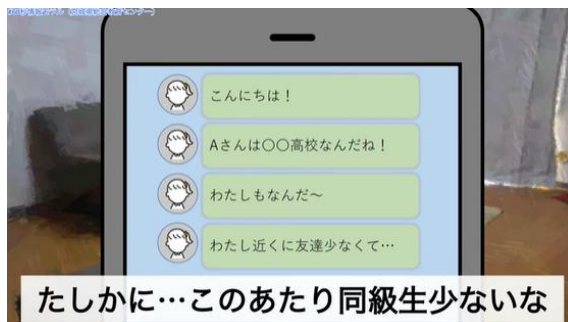 こんにちは！
Aさんは〇〇高校なんだね！
わたしもなんだ～
わたし近くに友達少なくて…
たしかに…このあたり同級生少ないな